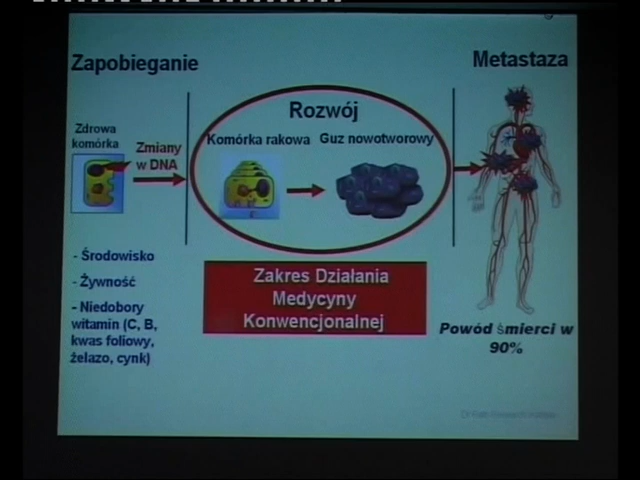 Zapobieganie
Metastaza
Rozwój
Zdrowa
komórka
Zmiany
w DNA
Komórka rakowa
Guz nowotworowy
- Środowisko
- Żywność
- Niedobory
witamin (C, B,
kwas foliowy,
żelazo, cynk)
Zakres Działania
Medycyny
Konwencjonalnej
Powód śmierci w
90%